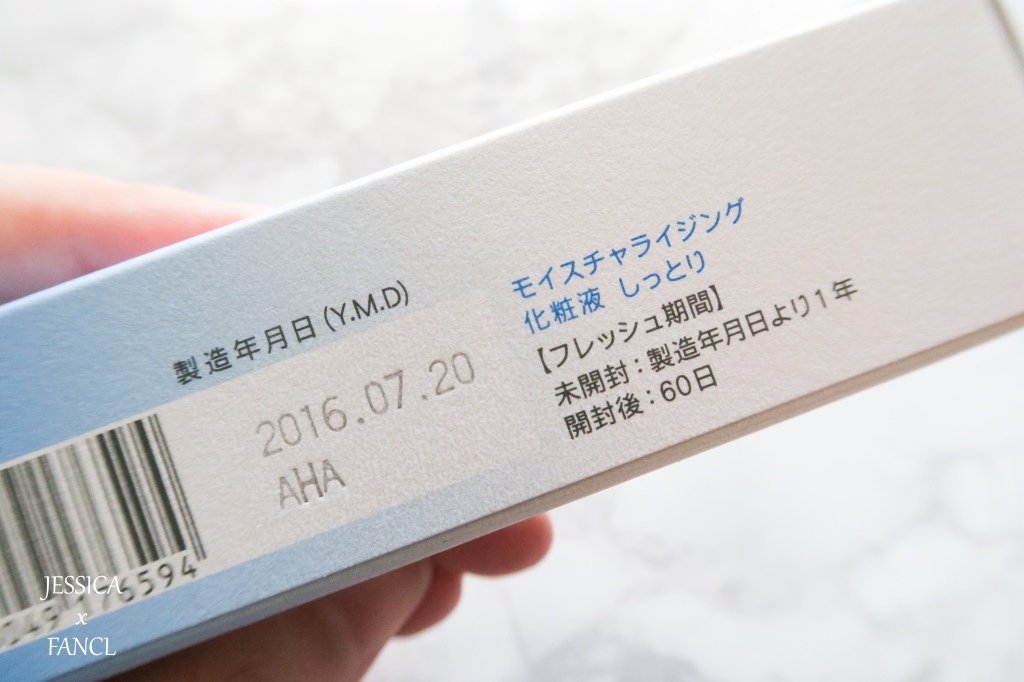 製造年月日(Y.M.D)
2016.07.20
AHA
モイスチャライジング
化粧液 しっとり
【フレッシュ期間】
未開封：製造年月日より1年
開封後：60日
JESSICA
x
FANCL